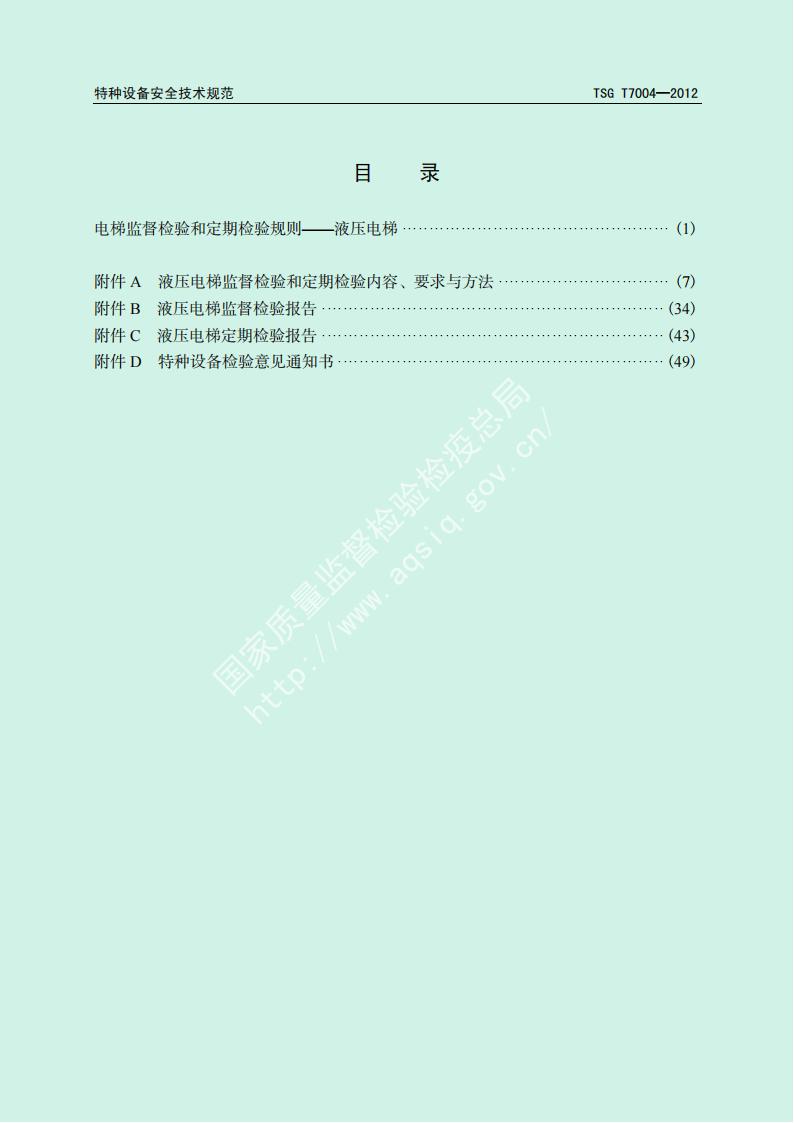 特种设备安全技术规范 TSG T7004—2012
目 录
电梯监督检验和定期检验规则——液压电梯 ················································ (1)
附件 A 液压电梯监督检验和定期检验内容、要求与方法 ······························· (7)
附件 B 液压电梯监督检验报告 ······························································ (34)
附件 C 液压电梯定期检验报告 ······························································ (43)
附件 D 特种设备检验意见通知书 ··························································· (49)
国家质量监督检验检疫总局
http://www.aqsiq.gov.cn/